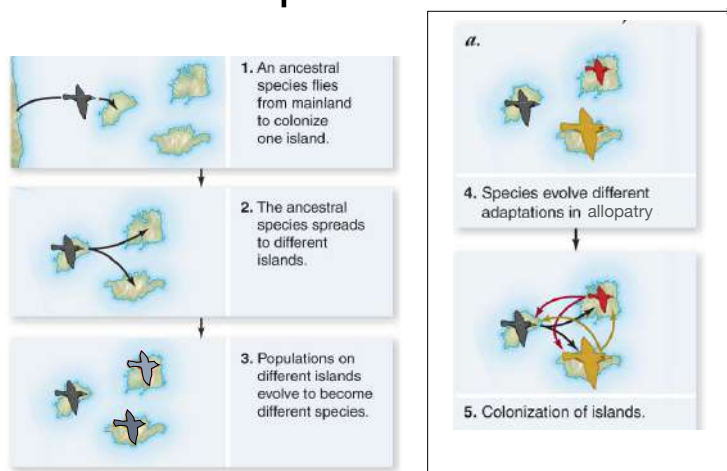 1. An ancestral
species flies
from mainland
to colonize
one island.
2. The ancestral
species spreads
to different
islands.
3. Populations on
different islands
evolve to become
different species.
a.
4. Species evolve different
adaptations in allopatry
5. Colonization of islands.